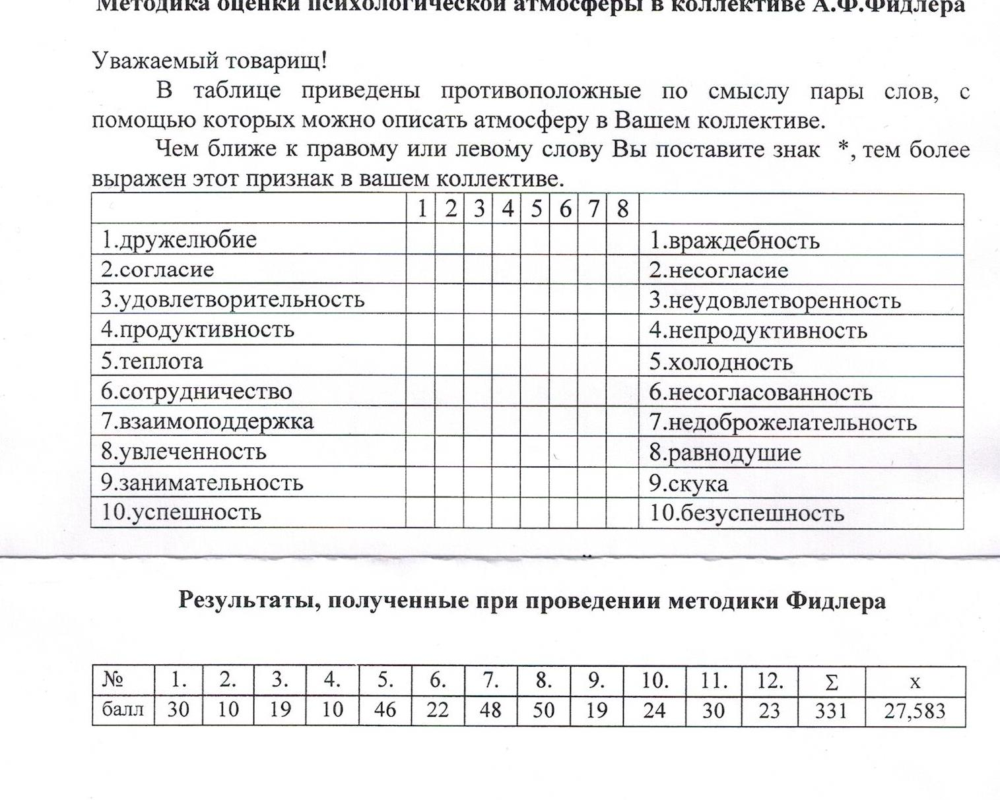 Методика оценки психологической атмосферы в коллективе А.Ф.Фидлера
Уважаемый товарищ!
В таблице приведены противоположные по смыслу пары слов, с
помощью которых можно описать атмосферу в Вашем коллективе.
Чем ближе к правому или левому слову Вы поставите знак *, тем более
выражен этот признак в вашем коллективе.
1 2 3 4 5 6 7 8
1.дружелюбие 1.враждебность
2.согласие 2.несогласие
3.удовлетворительность 3.неудовлетворенность
4.продуктивность 4.непродуктивность
5.теплота 5.холодность
6.сотрудничество 6.несогласованность
7.взаимоподдержка 7.недоброжелательность
8.увлеченность 8.равнодушие
9.занимательность 9.скука
10.успешность 10.безуспешность
Результаты, полученные при проведении методики Фидлера
№ 1. 2. 3. 4. 5. 6. 7. 8. 9. 10. 11. 12. Σ х
балл 30 10 19 10 46 22 48 50 19 24 30 23 331 27,583